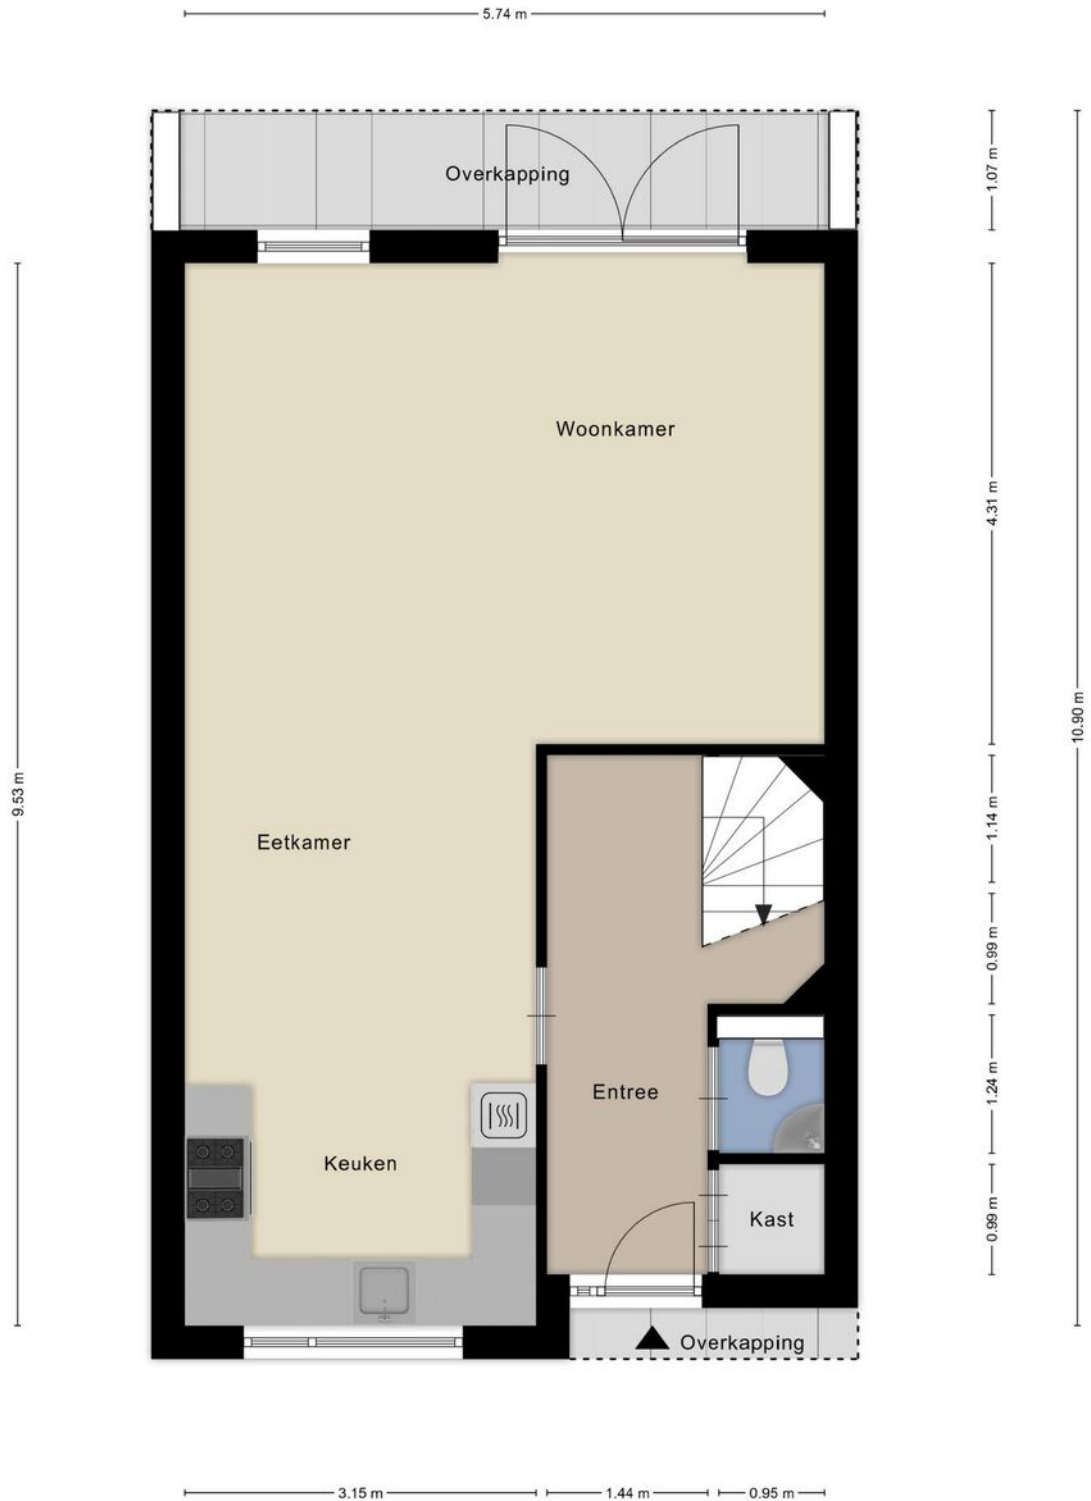 5.74 m
Overkapping
1.07 m
Woonkamer
4.31 m
10.90 m
9.53 m
1.14 m
Eetkamer
0.99 m
Entree
1.24 m
Keuken
Kast
0.99 m
Overkapping
3.15 m
1.44 m
0.95 m